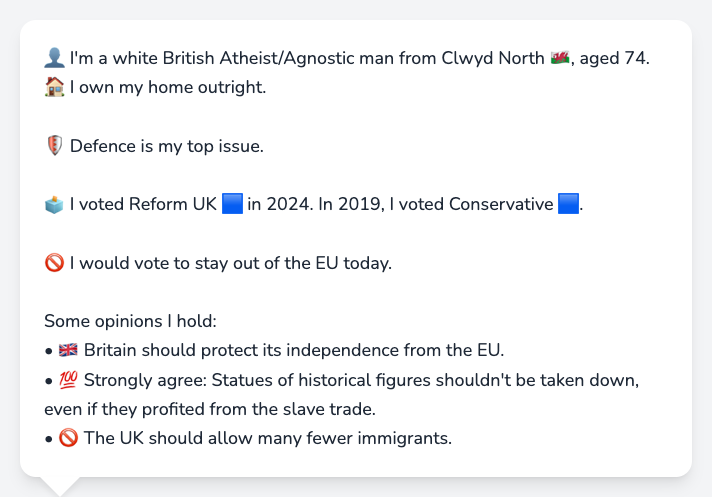 👤 I'm a white British Atheist/Agnostic man from Clwyd North 🏴󠁧󠁢󠁷󠁬󠁳󠁿, aged 74.
🏠 I own my home outright.
🛡️ Defence is my top issue.
🗳️ I voted Reform UK 🟦 in 2024. In 2019, I voted Conservative 🟦.
🚫 I would vote to stay out of the EU today.
Some opinions I hold:
• 🇬🇧 Britain should protect its independence from the EU.
• 💯 Strongly agree: Statues of historical figures shouldn't be taken down,
even if they profited from the slave trade.
• 🚫 The UK should allow many fewer immigrants.